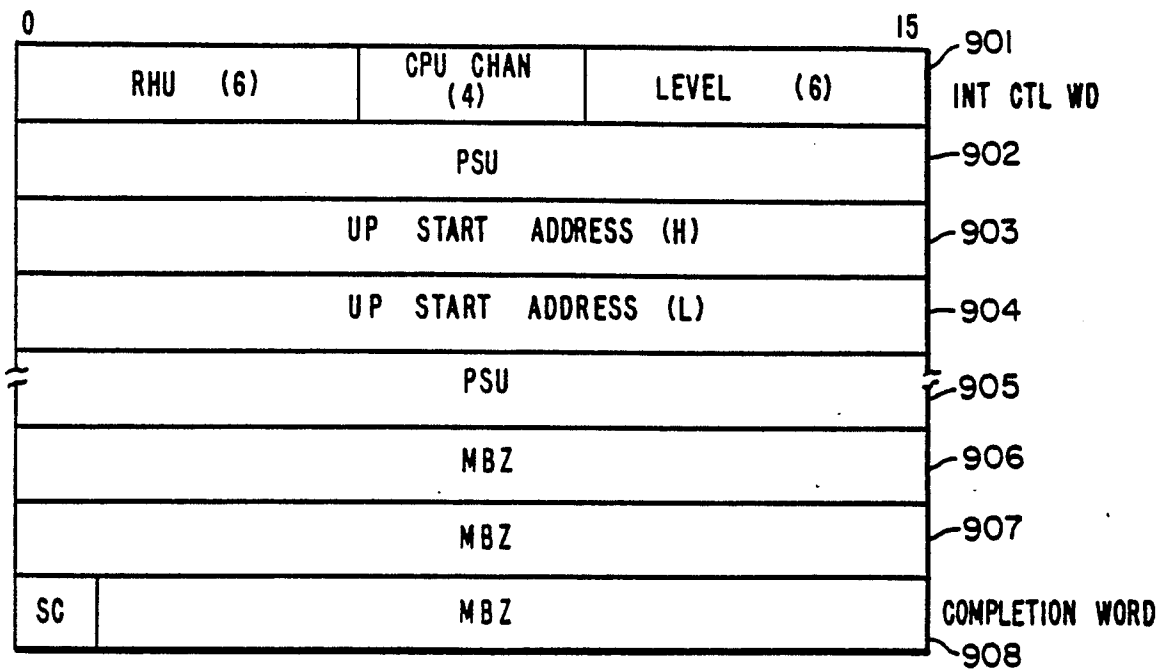 0 15
901
RHU (6) CPU CHAN (4) LEVEL (6) INT CTL WD
PSU 902
UP START ADDRESS (H) 903
UP START ADDRESS (L) 904
PSU 905
MBZ 906
MBZ 907
SC MBZ COMPLETION WORD
908